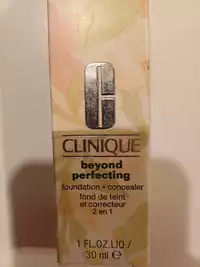 CLINIQUE
beyond
perfecting
foundation + concealer
fond de teint
et correcteur
2 en 1
1 FL.OZ.LIQ./
30 ml ℮